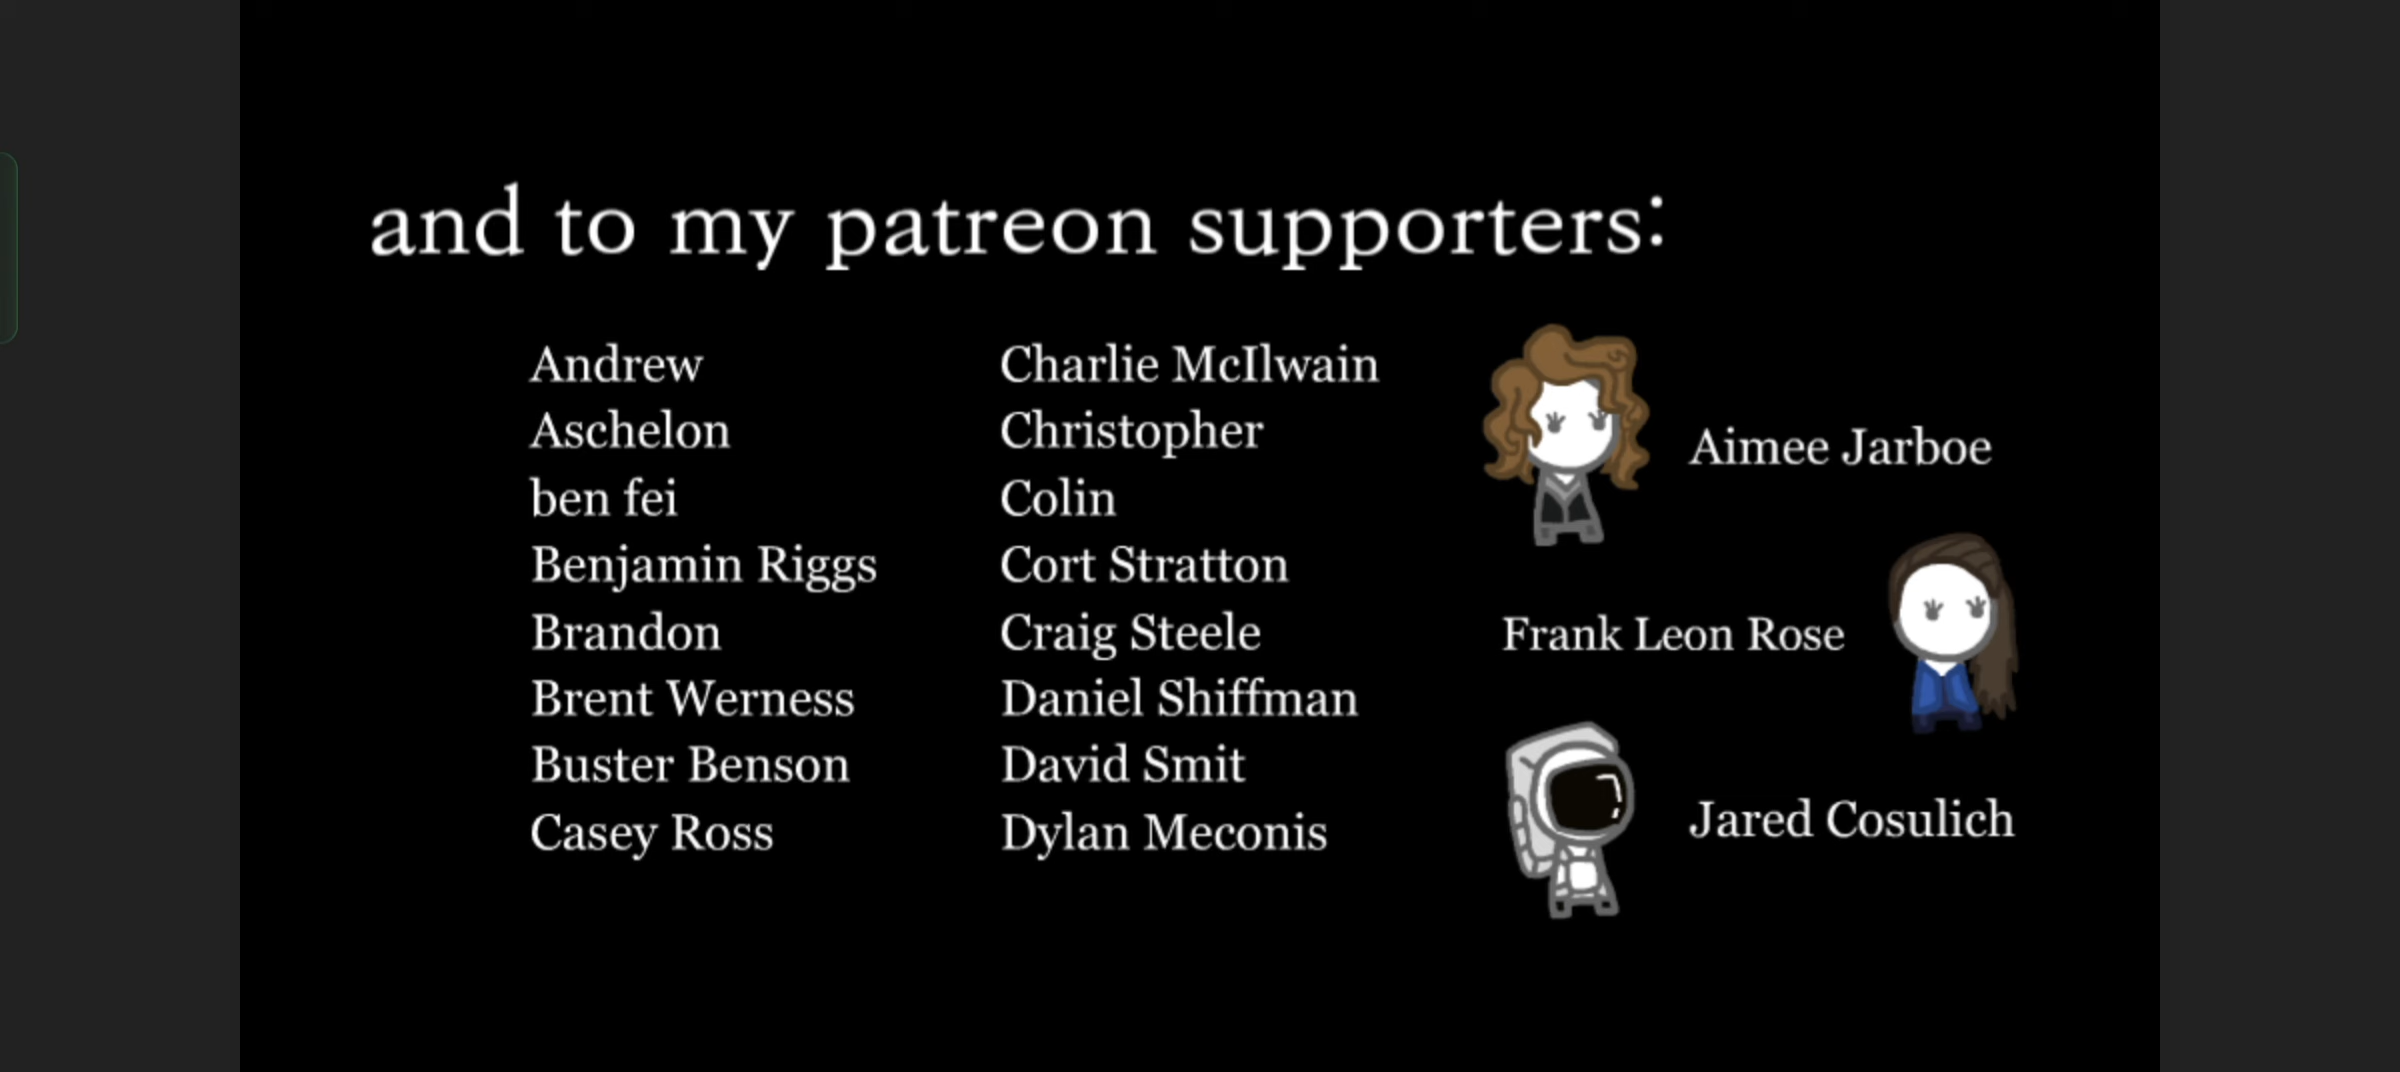 and to my patreon supporters:
Andrew
Aschelon
ben fei
Benjamin Riggs
Brandon
Brent Werness
Buster Benson
Casey Ross
Charlie McIlwain
Christopher
Colin
Cort Stratton
Craig Steele
Daniel Shiffman
David Smit
Dylan Meconis
Aimee Jarboe
Frank Leon Rose
Jared Cosulich